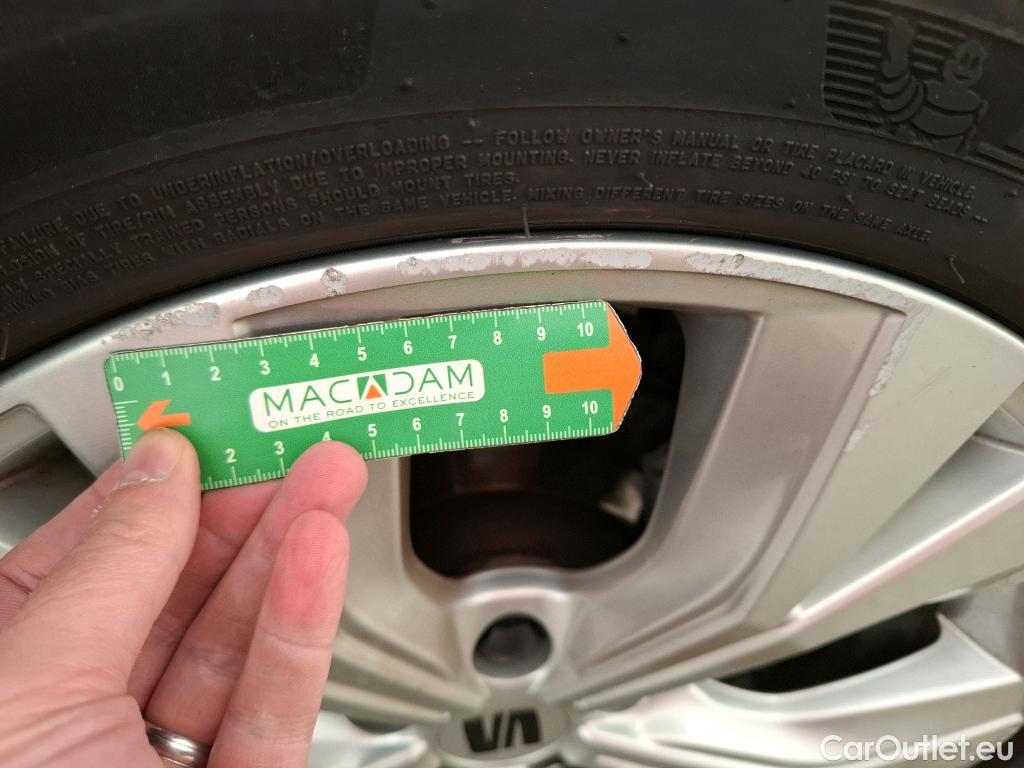 FAILURE DUE TO UNDERINFLATION/OVERLOADING -- FOLLOW OWNER'S MANUAL OR TIRE PLACARD IN VEHICLE.
OF TIRE/RIM ASSEMBLY DUE TO IMPROPER MOUNTING. NEVER INFLATE BEYOND 40 PSI TO SEAT BEADS --
ONLY SPECIALLY TRAINED PERSONS SHOULD MOUNT TIRES.
TIRES WITH RADIALS ON THE SAME VEHICLE. MIXING DIFFERENT TIRE SIZES ON THE SAME AXLE
0 1 2 3 4 5 6 7 8 9 10
MACADAM
ON THE ROAD TO EXCELLENCE
2 3 4 5 6 7 8 9 10
CarOutlet.eu